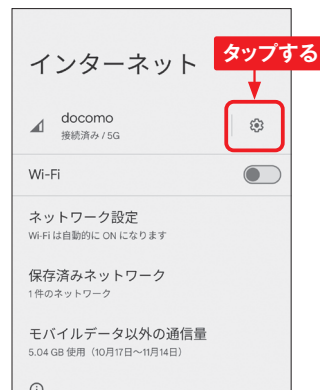 インターネット
タップする
docomo
接続済み / 5G
Wi-Fi
ネットワーク設定
Wi-Fi は自動的に ON になります
保存済みネットワーク
1 件のネットワーク
モバイルデータ以外の通信量
5.04 GB 使用（10月17日～11月14日）